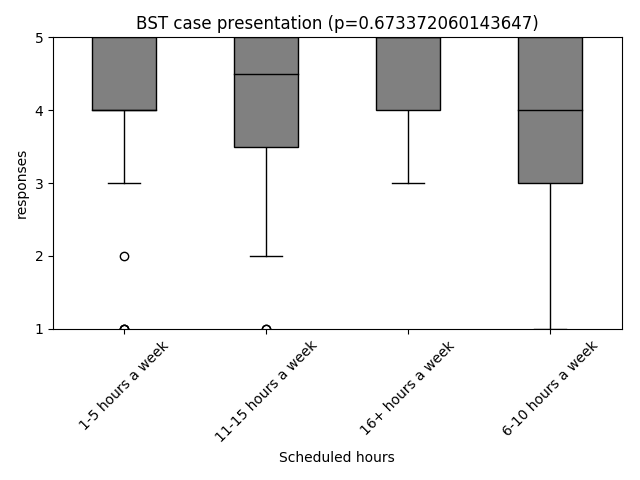 BST case presentation (p=0.673372060143647)
5
4
3
2
1
responses
1-5 hours a week
11-15 hours a week
16+ hours a week
6-10 hours a week
Scheduled hours